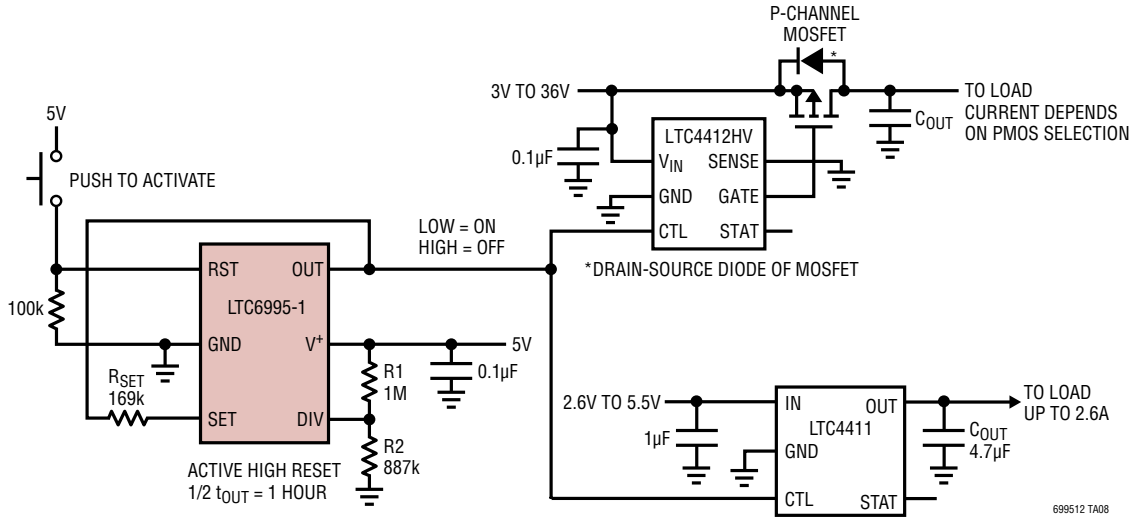 P-CHANNEL
MOSFET
*
3V TO 36V
TO LOAD
CURRENT DEPENDS
ON PMOS SELECTION
COUT
5V
0.1µF
LTC4412HV
VIN
SENSE
GND
GATE
CTL
STAT
PUSH TO ACTIVATE
LOW = ON
HIGH = OFF
*DRAIN-SOURCE DIODE OF MOSFET
RST
OUT
100k
LTC6995-1
GND
V+
5V
R1
1M
0.1µF
RSET
169k
SET
DIV
R2
887k
ACTIVE HIGH RESET
1/2 tOUT = 1 HOUR
2.6V TO 5.5V
IN
OUT
TO LOAD
UP TO 2.6A
LTC4411
1µF
GND
COUT
4.7µF
CTL
STAT
699512 TA08